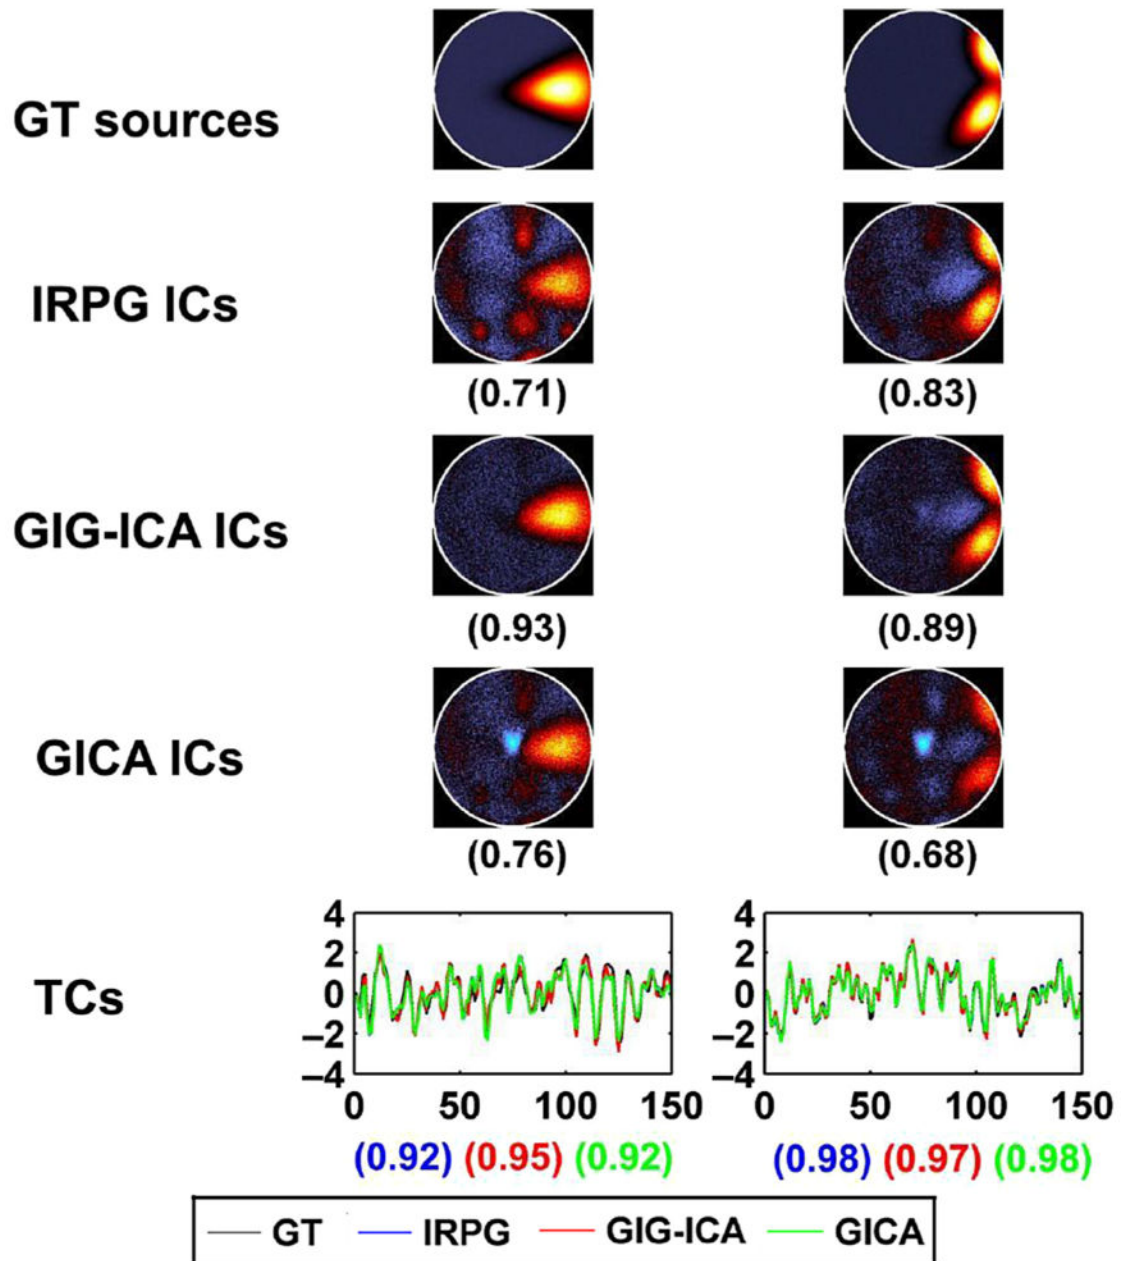 GT sources
IRPG ICs
(0.71) (0.83)
GIG-ICA ICs
(0.93) (0.89)
GICA ICs
(0.76) (0.68)
TCs
4 4
2 2
0 0
–2 –2
–4 –4
0 50 100 150 0 50 100 150
(0.92) (0.95) (0.92) (0.98) (0.97) (0.98)
GT IRPG GIG-ICA GICA